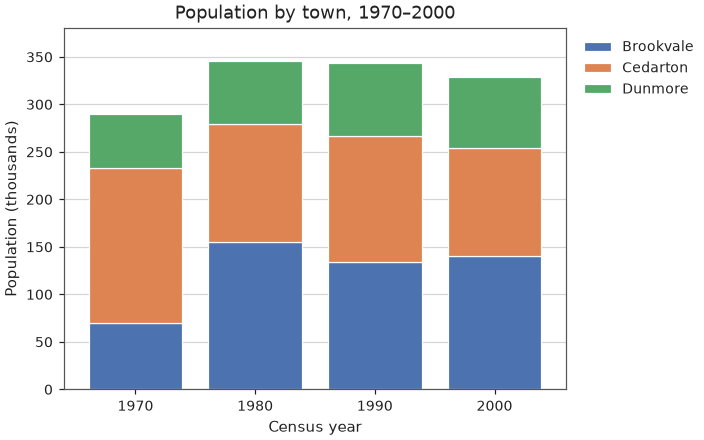 Population by town, 1970–2000
Population (thousands)
350
300
250
200
150
100
50
0
1970 1980 1990 2000
Census year
Brookvale
Cedarton
Dunmore